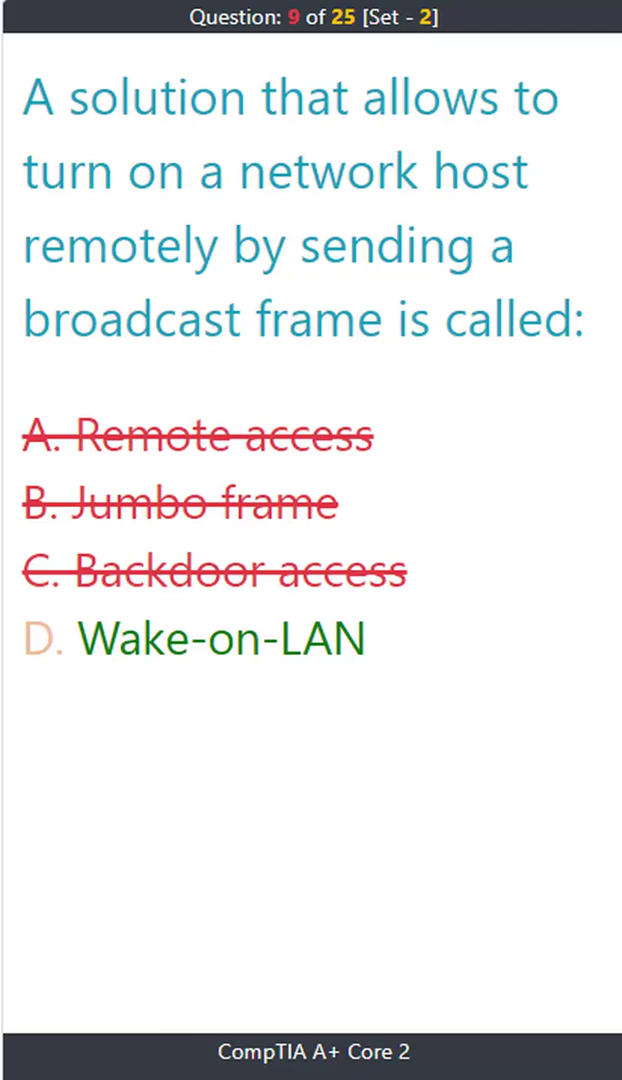 Question: 9 of 25 [Set - 2]
A solution that allows to
turn on a network host
remotely by sending a
broadcast frame is called:
A. Remote access
B. Jumbo frame
C. Backdoor access
D. Wake-on-LAN
CompTIA A+ Core 2